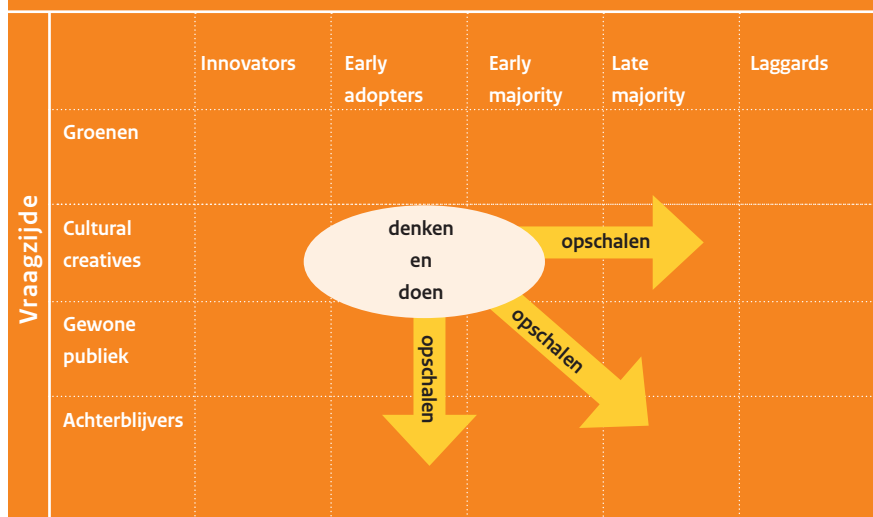 Innovators
Early
adopters
Early
majority
Late
majority
Laggards
Vraagzijde
Groenen
Cultural
creatives
denken
en
doen
opschalen
Gewone
publiek
opschalen
opschalen
Achterblijvers